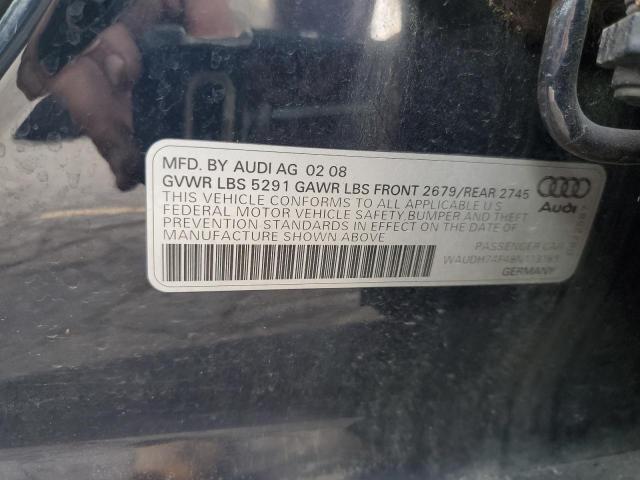 MFD. BY AUDI AG 02 08
GVWR LBS 5291 GAWR LBS FRONT 2679/REAR 2745
THIS VEHICLE CONFORMS TO ALL APPLICABLE U S
FEDERAL MOTOR VEHICLE SAFETY BUMPER AND THEFT
PREVENTION STANDARDS IN EFFECT ON THE DATE OF
MANUFACTURE SHOWN ABOVE
Audi
PASSENGER CAR
GERMANY